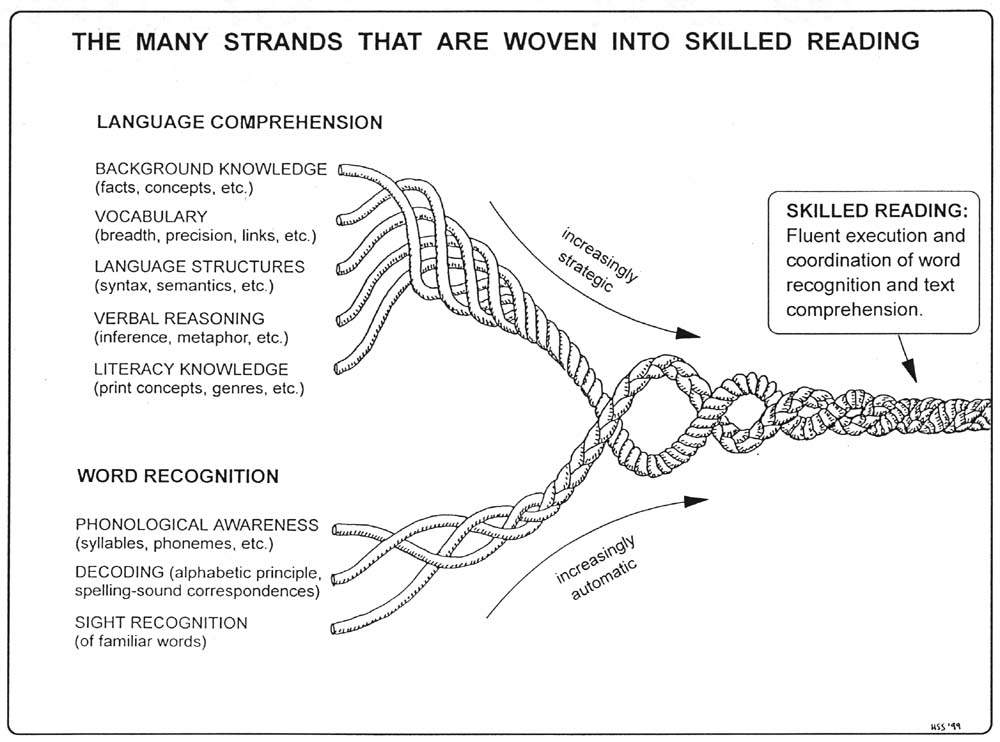 THE MANY STRANDS THAT ARE WOVEN INTO SKILLED READING
LANGUAGE COMPREHENSION
BACKGROUND KNOWLEDGE
(facts, concepts, etc.)
VOCABULARY
(breadth, precision, links, etc.)
LANGUAGE STRUCTURES
(syntax, semantics, etc.)
VERBAL REASONING
(inference, metaphor, etc.)
LITERACY KNOWLEDGE
(print concepts, genres, etc.)
increasingly
strategic
SKILLED READING:
Fluent execution and
coordination of word
recognition and text
comprehension.
WORD RECOGNITION
PHONOLOGICAL AWARENESS
(syllables, phonemes, etc.)
DECODING (alphabetic principle,
spelling-sound correspondences)
SIGHT RECOGNITION
(of familiar words)
increasingly
automatic
HSS '99